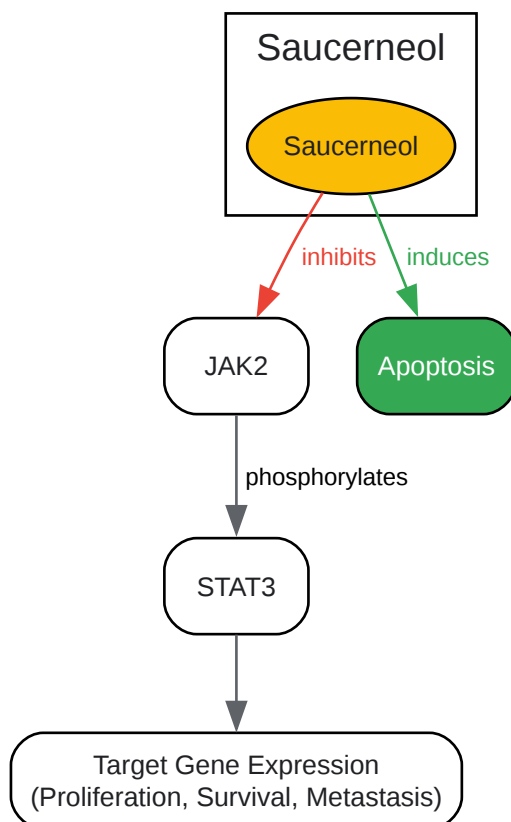 Saucerneol
Saucerneol
inhibits
induces
JAK2
Apoptosis
phosphorylates
STAT3
Target Gene Expression
(Proliferation, Survival, Metastasis)